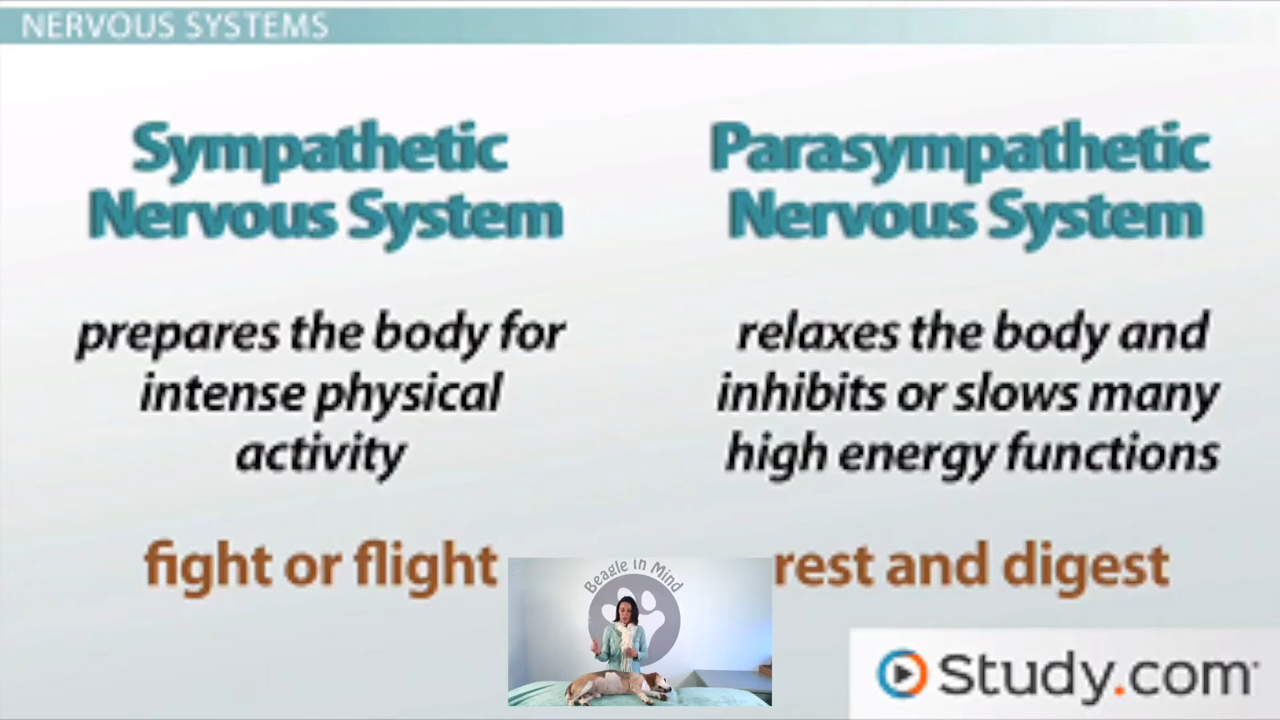 NERVOUS SYSTEMS
Sympathetic
Nervous System
prepares the body for
intense physical
activity
fight or flight
Parasympathetic
Nervous System
relaxes the body and
inhibits or slows many
high energy functions
rest and digest
Beagle in Mind
Study.com